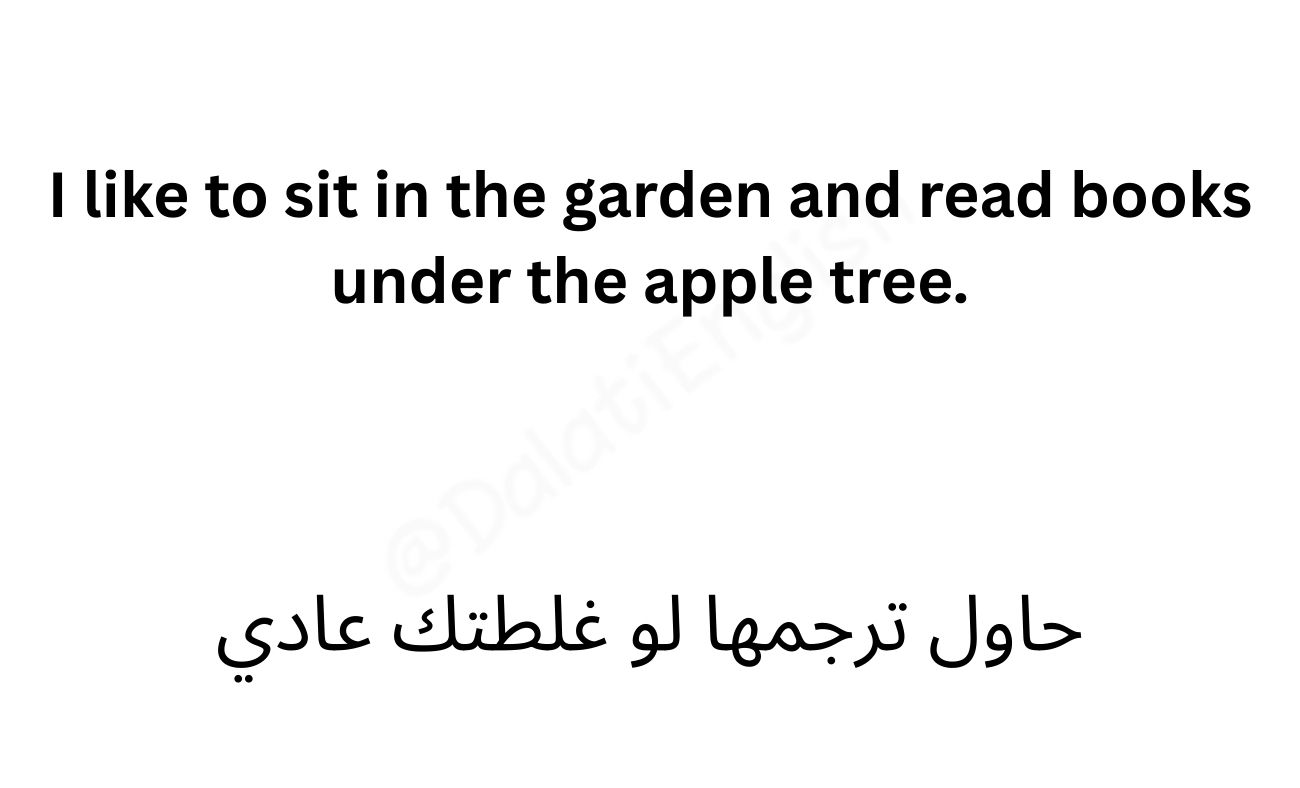 I like to sit in the garden and read books
under the apple tree.
@DalatiEnglish
حاول ترجمها لو غلطتك عادي